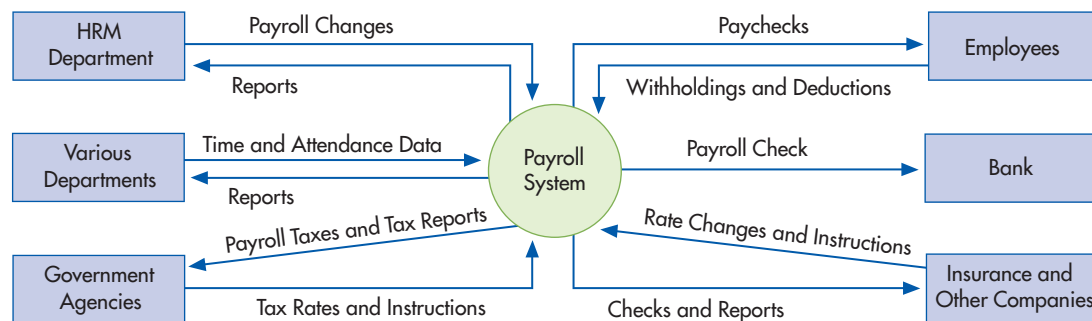 HRM
Department
Payroll Changes
Reports
Paychecks
Employees
Withholdings and Deductions
Various
Departments
Time and Attendance Data
Reports
Payroll
System
Payroll Check
Bank
Payroll Taxes and Tax Reports
Rate Changes and Instructions
Government
Agencies
Tax Rates and Instructions
Checks and Reports
Insurance and
Other Companies